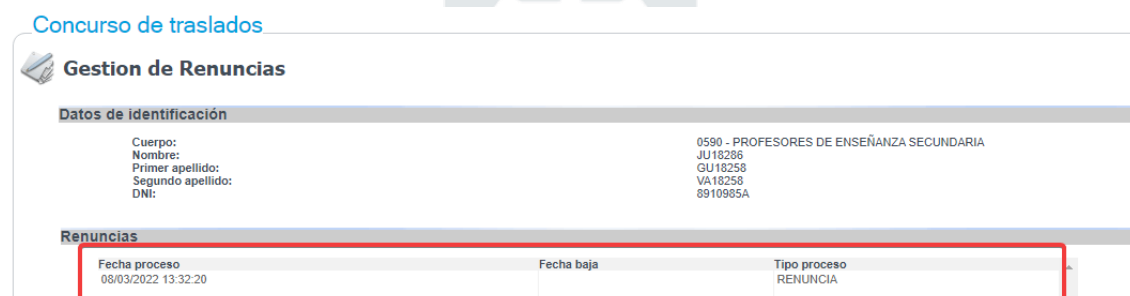 Concurso de traslados
Gestion de Renuncias
Datos de identificación
Cuerpo: 0590 - PROFESORES DE ENSEÑANZA SECUNDARIA
Nombre: JU18286
Primer apellido: GU18258
Segundo apellido: VA18258
DNI: 8910985A
Renuncias
Fecha proceso Fecha baja Tipo proceso
08/03/2022 13:32:20 RENUNCIA